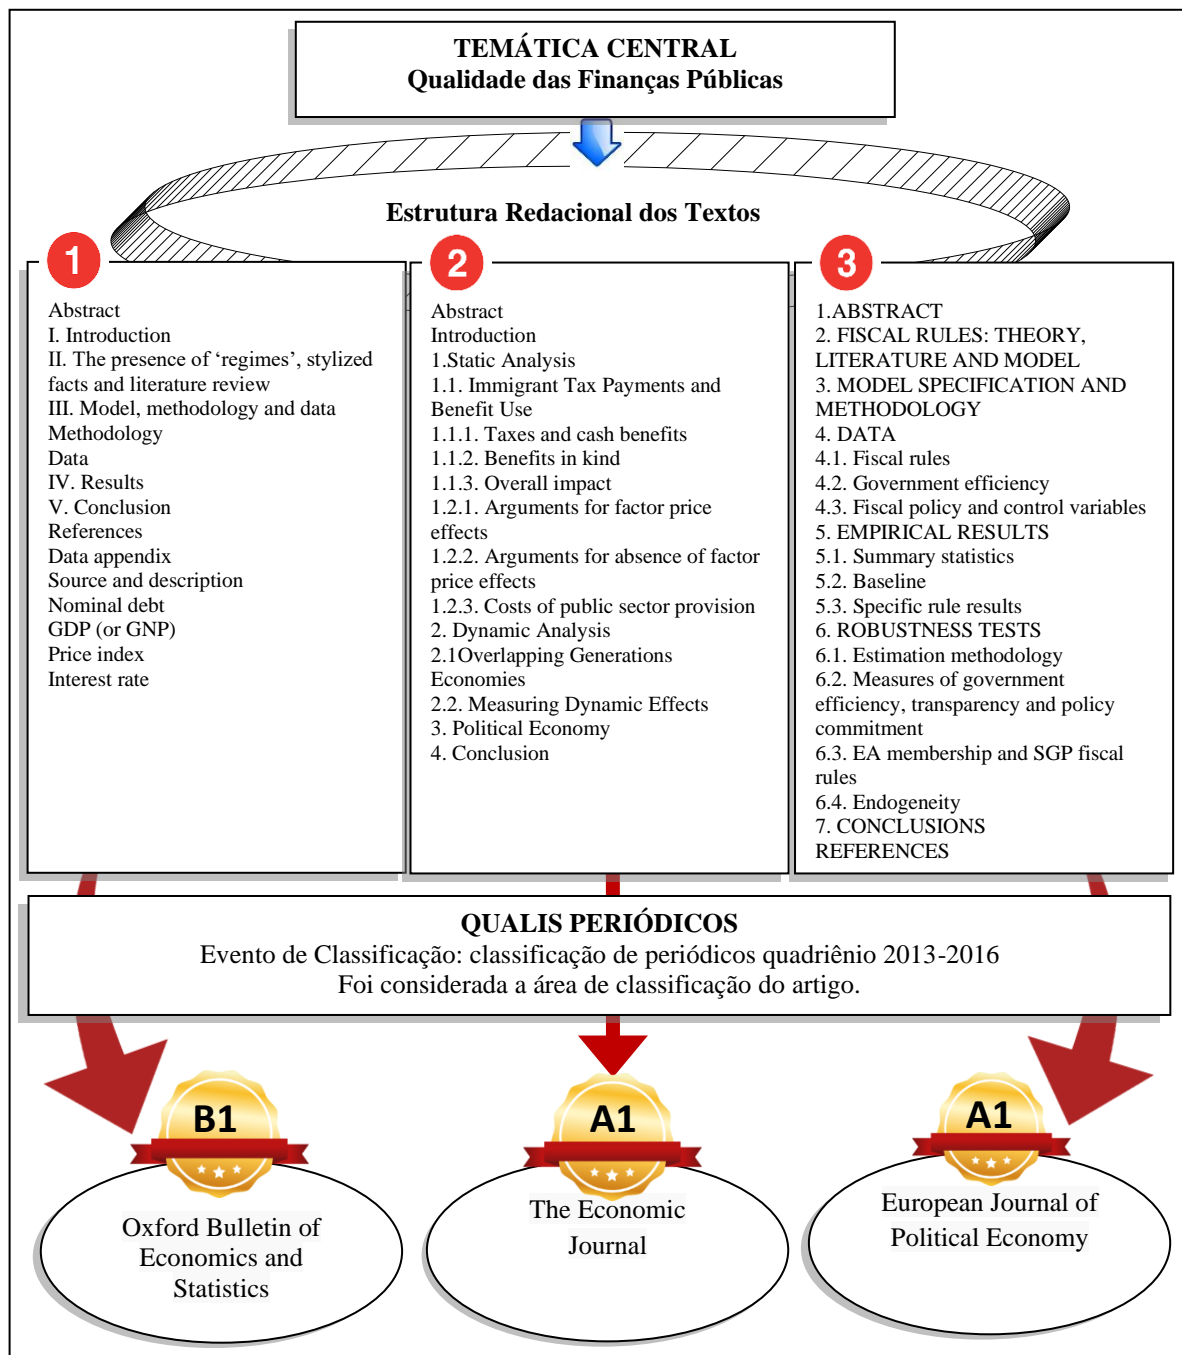 TEMÁTICA CENTRAL
Qualidade das Finanças Públicas
Estrutura Redacional dos Textos
1
Abstract
I. Introduction
II. The presence of ‘regimes’, stylized
facts and literature review
III. Model, methodology and data
Methodology
Data
IV. Results
V. Conclusion
References
Data appendix
Source and description
Nominal debt
GDP (or GNP)
Price index
Interest rate
2
Abstract
Introduction
1.Static Analysis
1.1. Immigrant Tax Payments and
Benefit Use
1.1.1. Taxes and cash benefits
1.1.2. Benefits in kind
1.1.3. Overall impact
1.2.1. Arguments for factor price
effects
1.2.2. Arguments for absence of factor
price effects
1.2.3. Costs of public sector provision
2. Dynamic Analysis
2.1Overlapping Generations
Economies
2.2. Measuring Dynamic Effects
3. Political Economy
4. Conclusion
3
1.ABSTRACT
2. FISCAL RULES: THEORY,
LITERATURE AND MODEL
3. MODEL SPECIFICATION AND
METHODOLOGY
4. DATA
4.1. Fiscal rules
4.2. Government efficiency
4.3. Fiscal policy and control variables
5. EMPIRICAL RESULTS
5.1. Summary statistics
5.2. Baseline
5.3. Specific rule results
6. ROBUSTNESS TESTS
6.1. Estimation methodology
6.2. Measures of government
efficiency, transparency and policy
commitment
6.3. EA membership and SGP fiscal
rules
6.4. Endogeneity
7. CONCLUSIONS
REFERENCES
QUALIS PERIÓDICOS
Evento de Classificação: classificação de periódicos quadriênio 2013-2016
Foi considerada a área de classificação do artigo.
B1
Oxford Bulletin of
Economics and
Statistics
A1
The Economic
Journal
A1
European Journal of
Political Economy